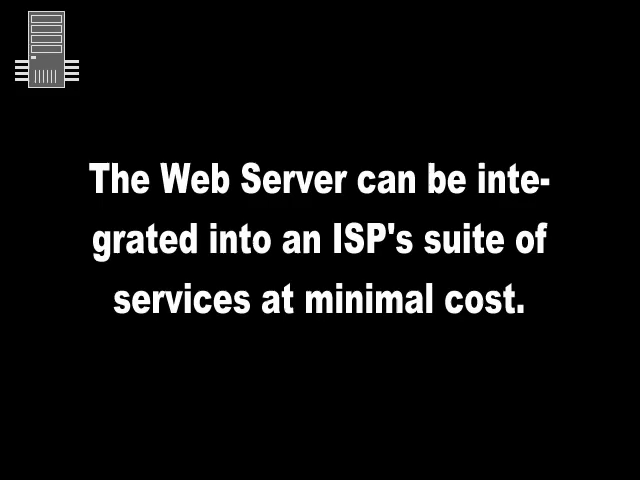 The Web Server can be inte-
grated into an ISP's suite of
services at minimal cost.